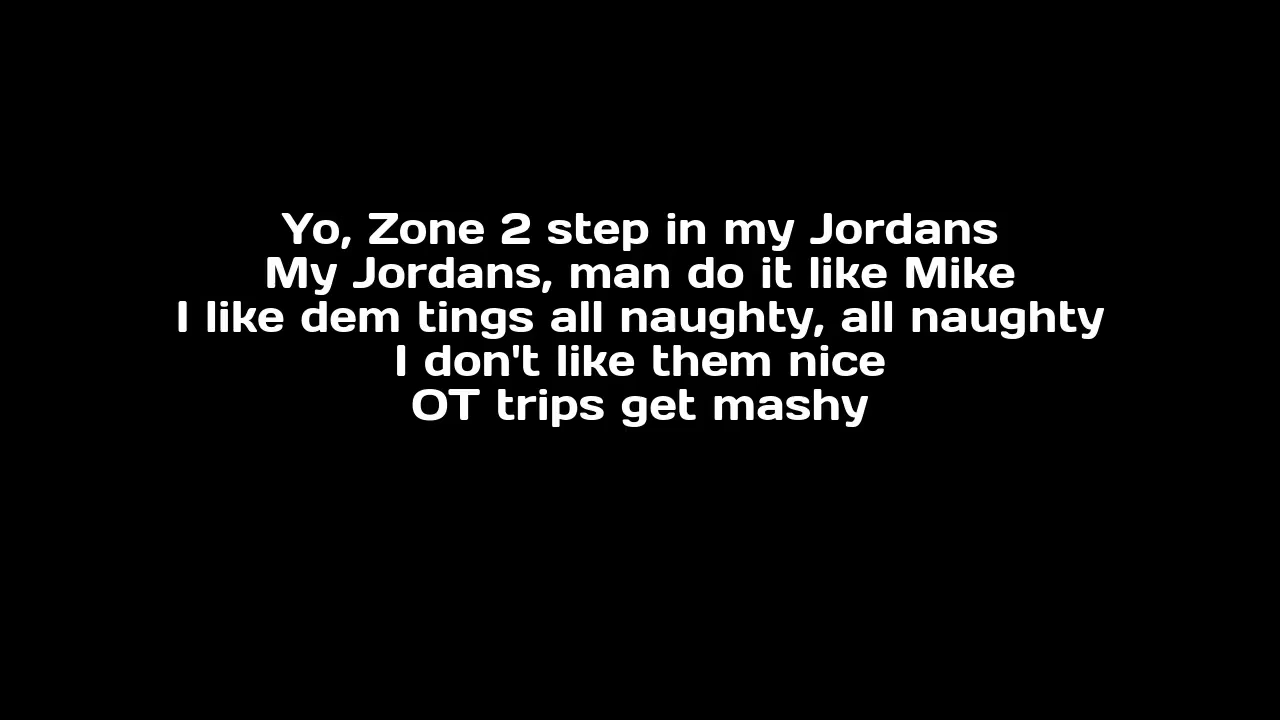 Yo, Zone 2 step in my Jordans
My Jordans, man do it like Mike
I like dem tings all naughty, all naughty
I don't like them nice
OT trips get mashy